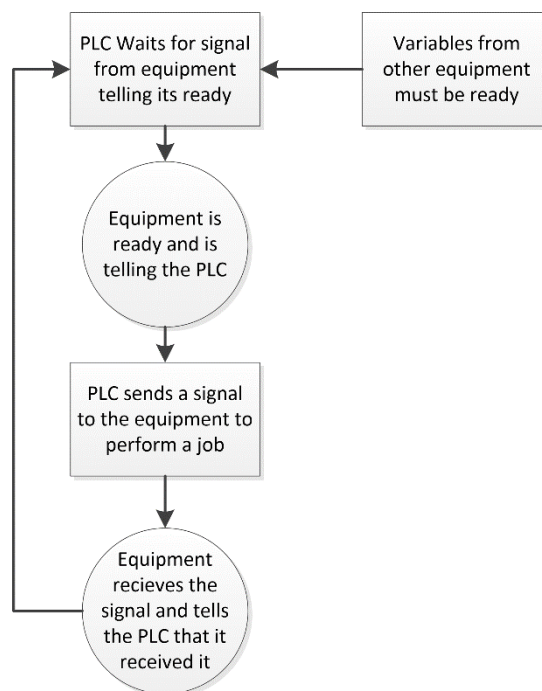 PLC Waits for signal
from equipment
telling its ready
Variables from
other equipment
must be ready
Equipment is
ready and is
telling the PLC
PLC sends a signal
to the equipment to
perform a job
Equipment
recieves the
signal and tells
the PLC that it
received it